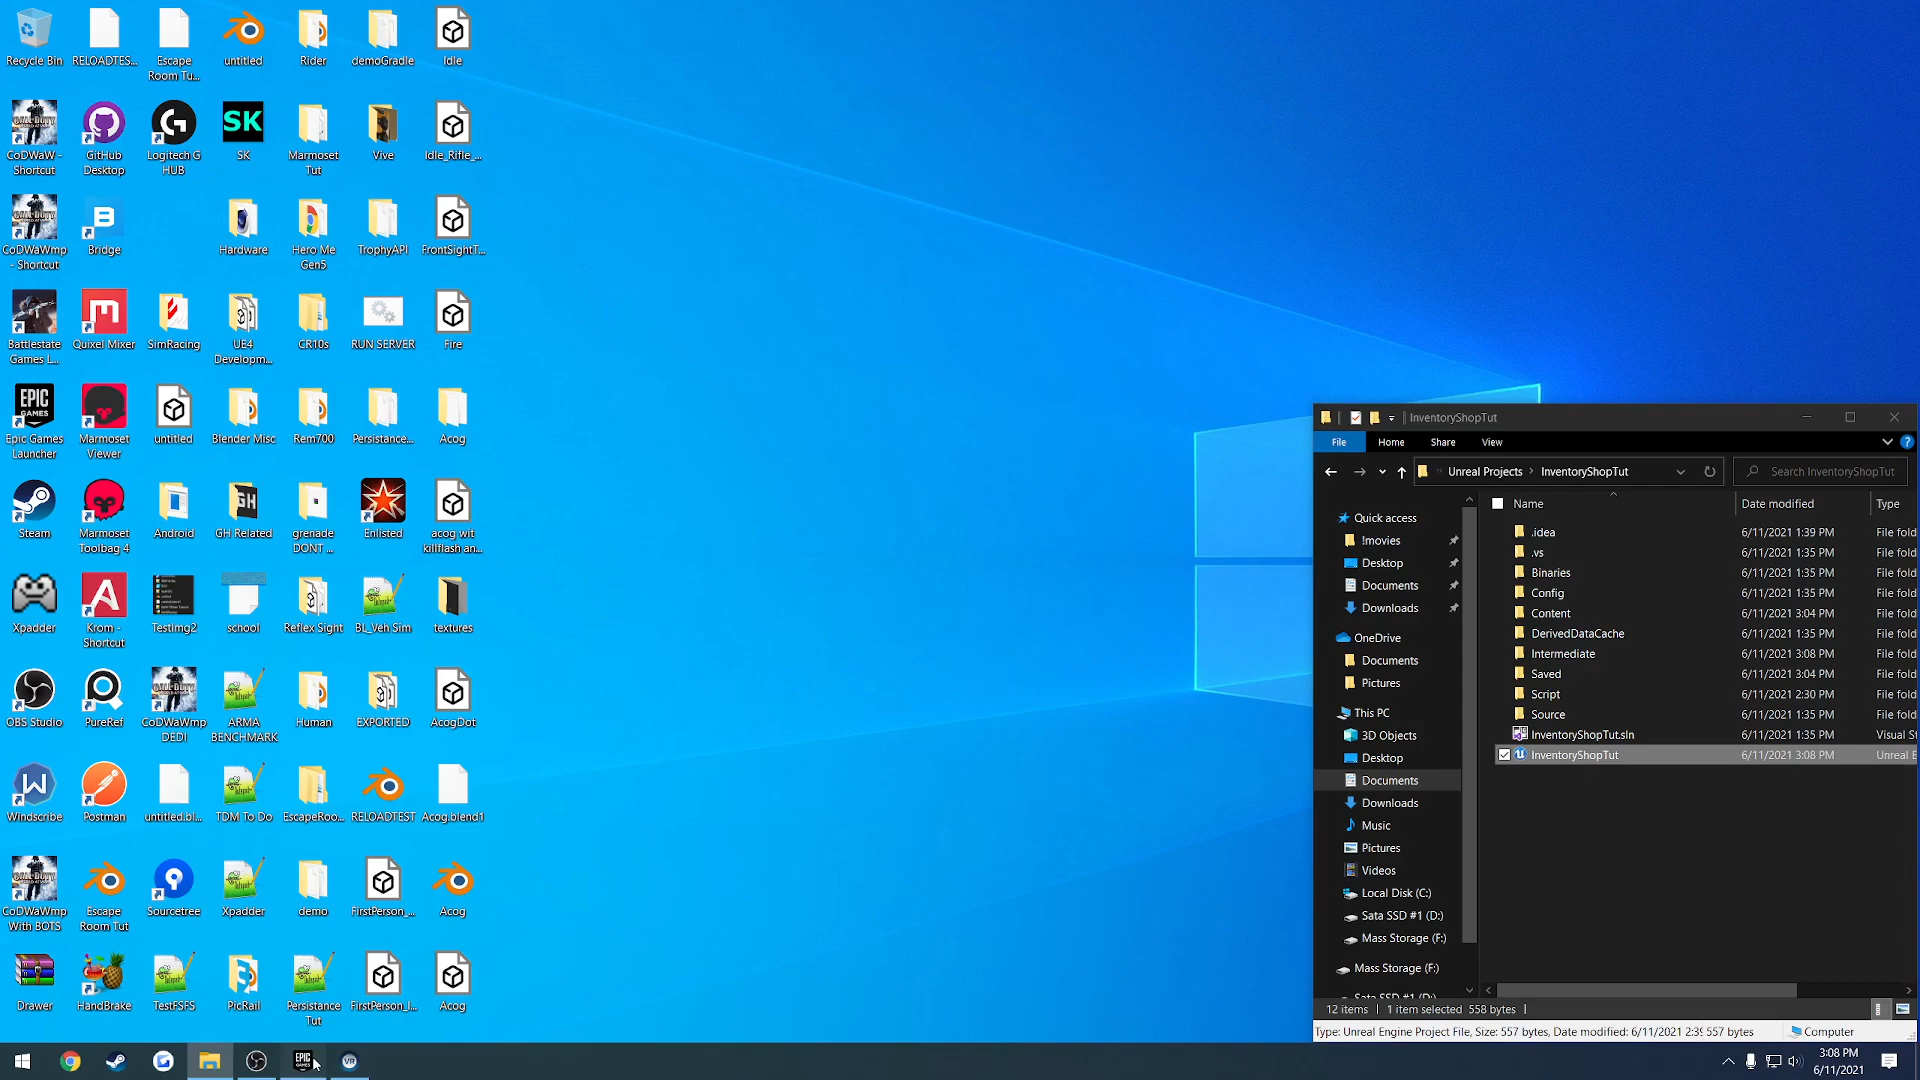 Recycle Bin
RELOADTES...
Escape
Room Tu...
untitled
Rider
demoGradle
Idle
CoDWaW -
Shortcut
GitHub
Desktop
Logitech G
HUB
SK
SK
Marmoset
Tut
Vive
Idle_Rifle_...
CoDWaWmp
- Shortcut
Bridge
Hardware
Hero Me
Gen5
TrophyAPI
FrontSightT...
Battlestate
Games L...
Quixel Mixer
SimRacing
UE4
Developm...
CR10s
RUN SERVER
Fire
EPIC
GAMES
Epic Games
Launcher
Marmoset
Viewer
untitled
Blender Misc
Rem700
Persistance...
Acog
Steam
Marmoset
Toolbag 4
Android
GH
GH Related
grenade
DONT ...
Enlisted
acog wit
killflash an...
Xpadder
Krom -
Shortcut
TestImg2
school
Reflex Sight
BL_Veh Sim
textures
OBS Studio
PureRef
CoDWaWmp
DEDI
ARMA
BENCHMARK
Human
EXPORTED
AcogDot
Windscribe
Postman
untitled.bl...
TDM To Do
EscapeRoo...
RELOADTEST
Acog.blend1
CoDWaWmp
With BOTS
Escape
Room Tut
Sourcetree
Xpadder
demo
FirstPerson_...
Acog
Drawer
HandBrake
TestFSFS
PicRail
Persistance
Tut
FirstPerson_I...
Acog
InventoryShopTut
File Home Share View
Unreal Projects > InventoryShopTut
Search InventoryShopTut
Name Date modified Type
Quick access
!movies
Desktop
Documents
Downloads
OneDrive
Documents
Pictures
This PC
3D Objects
Desktop
Documents
Downloads
Music
Pictures
Videos
Local Disk (C:)
Sata SSD #1 (D:)
Mass Storage (F:)
Mass Storage (F:)
Sata SSD #1 (D:)
.idea 6/11/2021 1:39 PM File fold
.vs 6/11/2021 1:35 PM File fold
Binaries 6/11/2021 1:35 PM File fold
Config 6/11/2021 1:35 PM File fold
Content 6/11/2021 3:04 PM File fold
DerivedDataCache 6/11/2021 1:35 PM File fold
Intermediate 6/11/2021 3:08 PM File fold
Saved 6/11/2021 3:04 PM File fold
Script 6/11/2021 2:30 PM File fold
Source 6/11/2021 1:35 PM File fold
InventoryShopTut.sln 6/11/2021 1:35 PM Visual S
InventoryShopTut 6/11/2021 3:08 PM Unreal E
12 items 1 item selected 558 bytes
Type: Unreal Engine Project File, Size: 557 bytes, Date modified: 6/11/2021 2:39 557 bytes Computer
EPIC
GAMES
VR
3:08 PM
6/11/2021